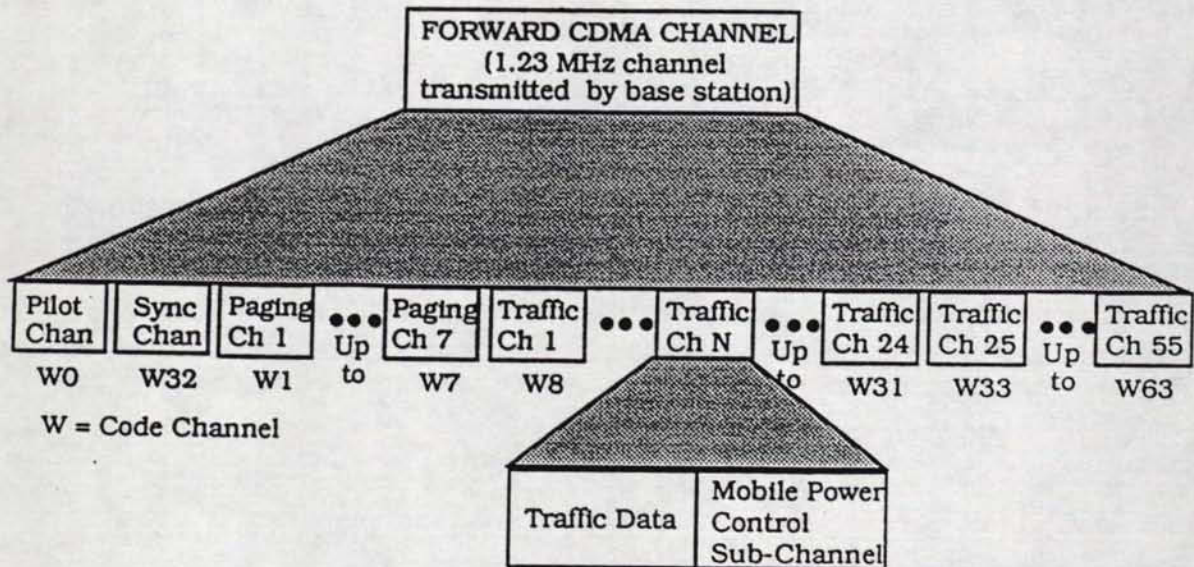 FORWARD CDMA CHANNEL
(1.23 MHz channel
transmitted by base station)
Pilot Chan
Sync Chan
Paging Ch 1
••• Up to
Paging Ch 7
Traffic Ch 1
•••
Traffic Ch N
••• Up to
Traffic Ch 24
Traffic Ch 25
••• Up to
Traffic Ch 55
W0 W32 W1 W7 W8 W31 W33 W63
W = Code Channel
Traffic Data
Mobile Power
Control
Sub-Channel